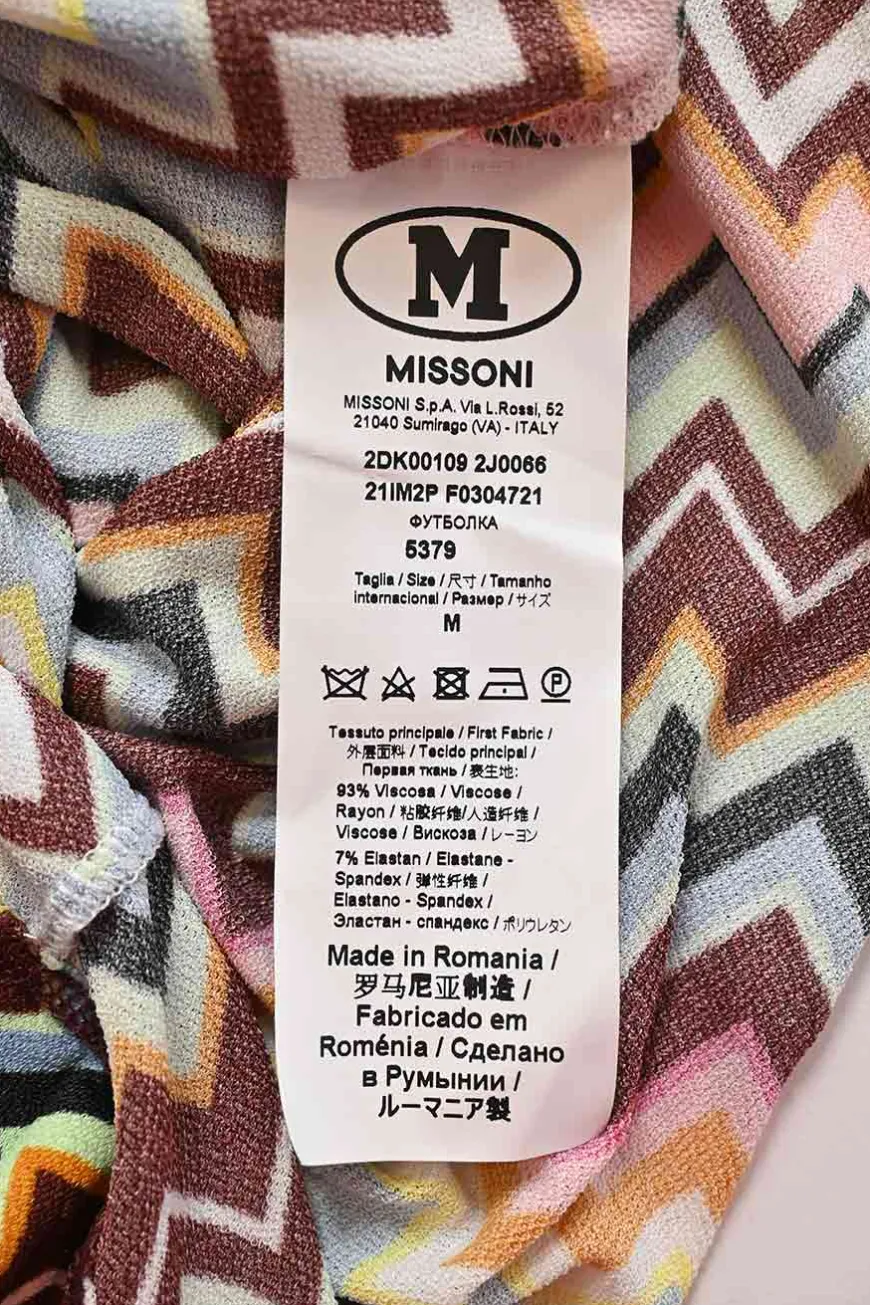 M
MISSONI
MISSONI S.p.A. Via L.Rossi, 52
21040 Sumirago (VA) - ITALY
2DK00109 2J0066
21IM2P F0304721
ФУТБОЛКА
5379
Taglia / Size / 尺寸 / Tamanho
internacional / Размер / サイズ
M
P
Tessuto principale / First Fabric /
外层面料 / Tecido principal /
Первая ткань / 表生地:
93% Viscosa / Viscose /
Rayon / 粘胶纤维/人造纤维 /
Viscose / Вискоза / レーヨン
7% Elastan / Elastane -
Spandex / 弹性纤维 /
Elastano - Spandex /
Эластан - спандекс / ポリウレタン
Made in Romania /
罗马尼亚制造 /
Fabricado em
Roménia / Сделано
в Румынии /
ルーマニア製